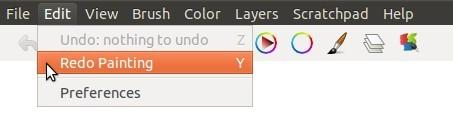 File Edit View Brush Color Layers Scratchpad Help
Undo: nothing to undo Z
Redo Painting Y
Preferences